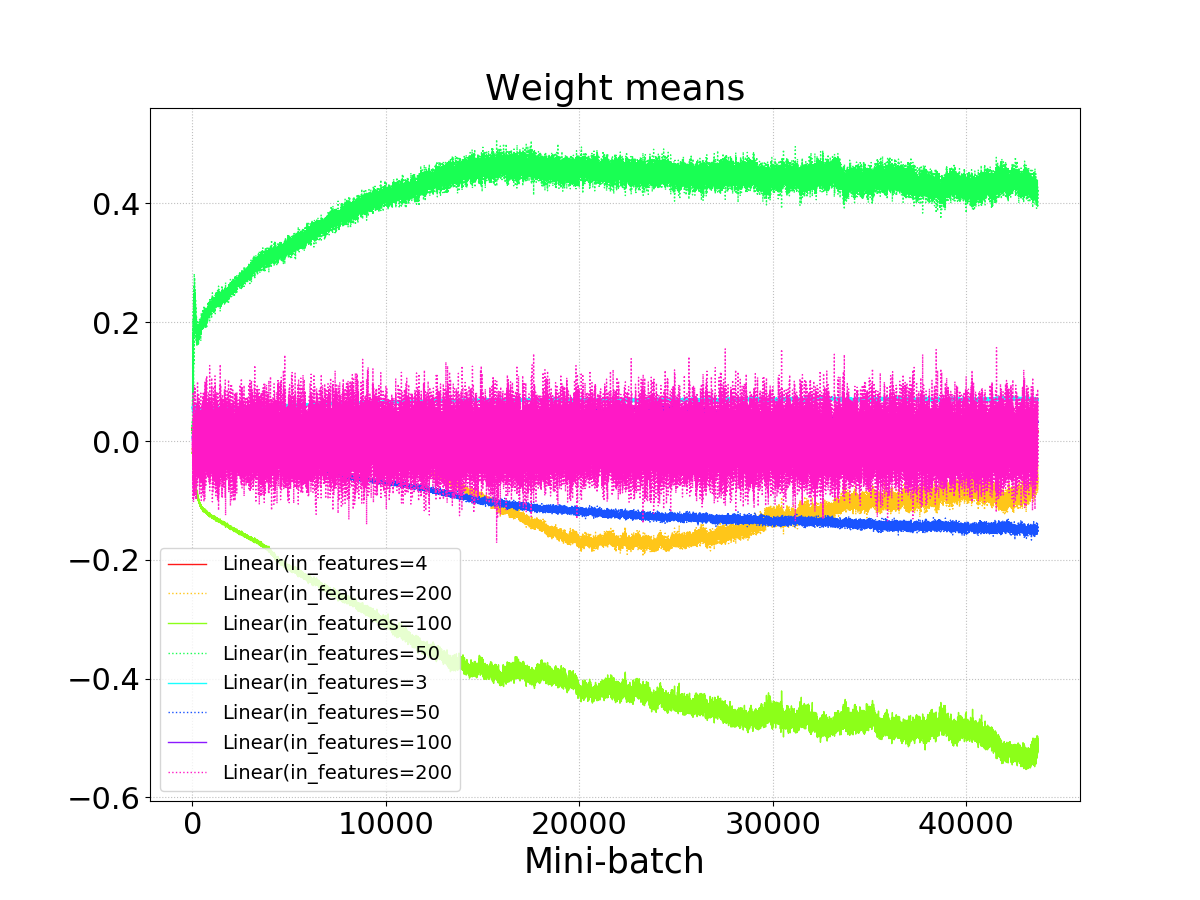 Weight means
0.4
0.2
0.0
−0.2
−0.4
−0.6
Linear(in_features=4
Linear(in_features=200
Linear(in_features=100
Linear(in_features=50
Linear(in_features=3
Linear(in_features=50
Linear(in_features=100
Linear(in_features=200
0 10000 20000 30000 40000
Mini-batch